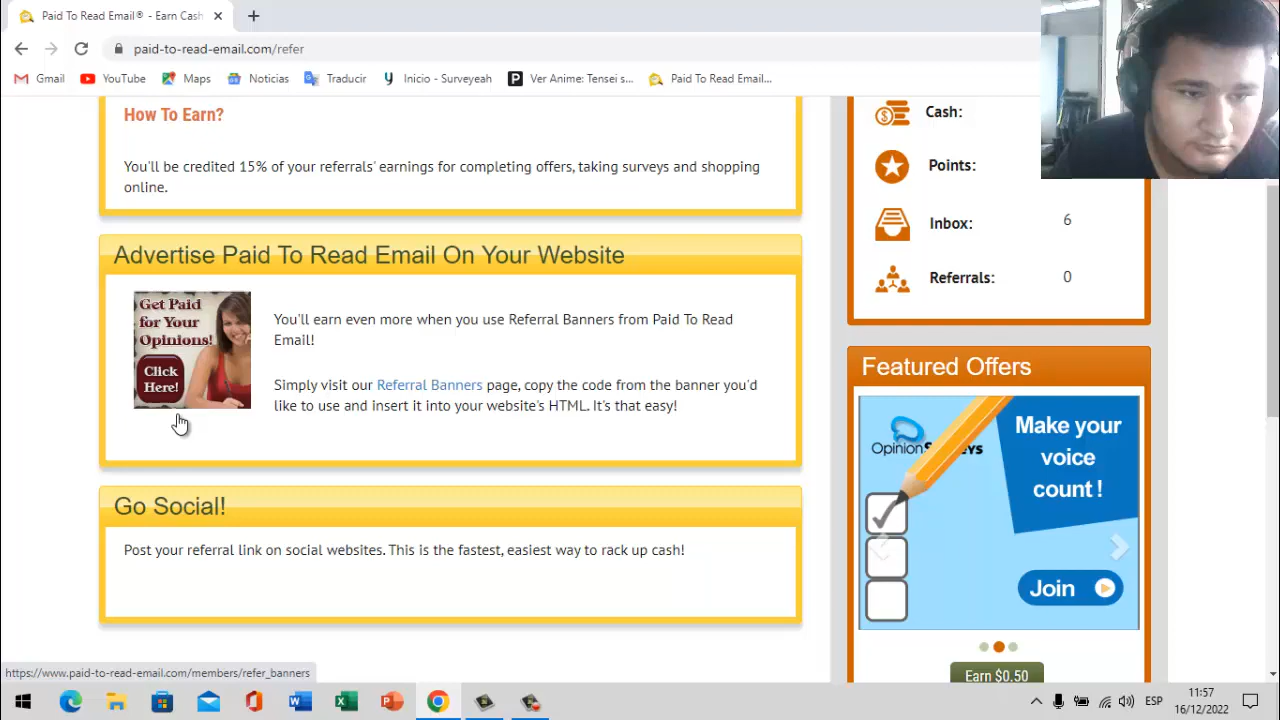 Paid To Read Email® - Earn Cash
paid-to-read-email.com/refer
Gmail
YouTube
Maps
Noticias
Traducir
Inicio - Surveyeah
Ver Anime: Tensei s...
Paid To Read Email...
How To Earn?
You'll be credited 15% of your referrals' earnings for completing offers, taking surveys and shopping
online.
Advertise Paid To Read Email On Your Website
Get Paid
for Your
Opinions!
Click
Here!
You'll earn even more when you use Referral Banners from Paid To Read
Email!
Simply visit our Referral Banners page, copy the code from the banner you'd
like to use and insert it into your website's HTML. It's that easy!
Go Social!
Post your referral link on social websites. This is the fastest, easiest way to rack up cash!
Cash:
Points:
Inbox: 6
Referrals: 0
Featured Offers
Make your
voice
count !
Join
Earn $0.50
https://www.paid-to-read-email.com/members/refer_banners
ESP
11:57
16/12/2022